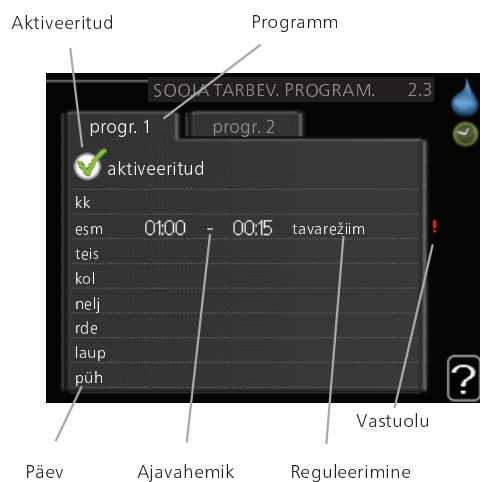 Aktiveeritud Programm
SOOJA TARBEV. PROGRAM. 2.3
progr. 1 progr. 2
aktiveeritud
kk
esm 01:00 - 00:15 tavarežiim !
teis
kol
nelj
rde
laup
püh
?
Vastuolu
Päev Ajavahemik Reguleerimine